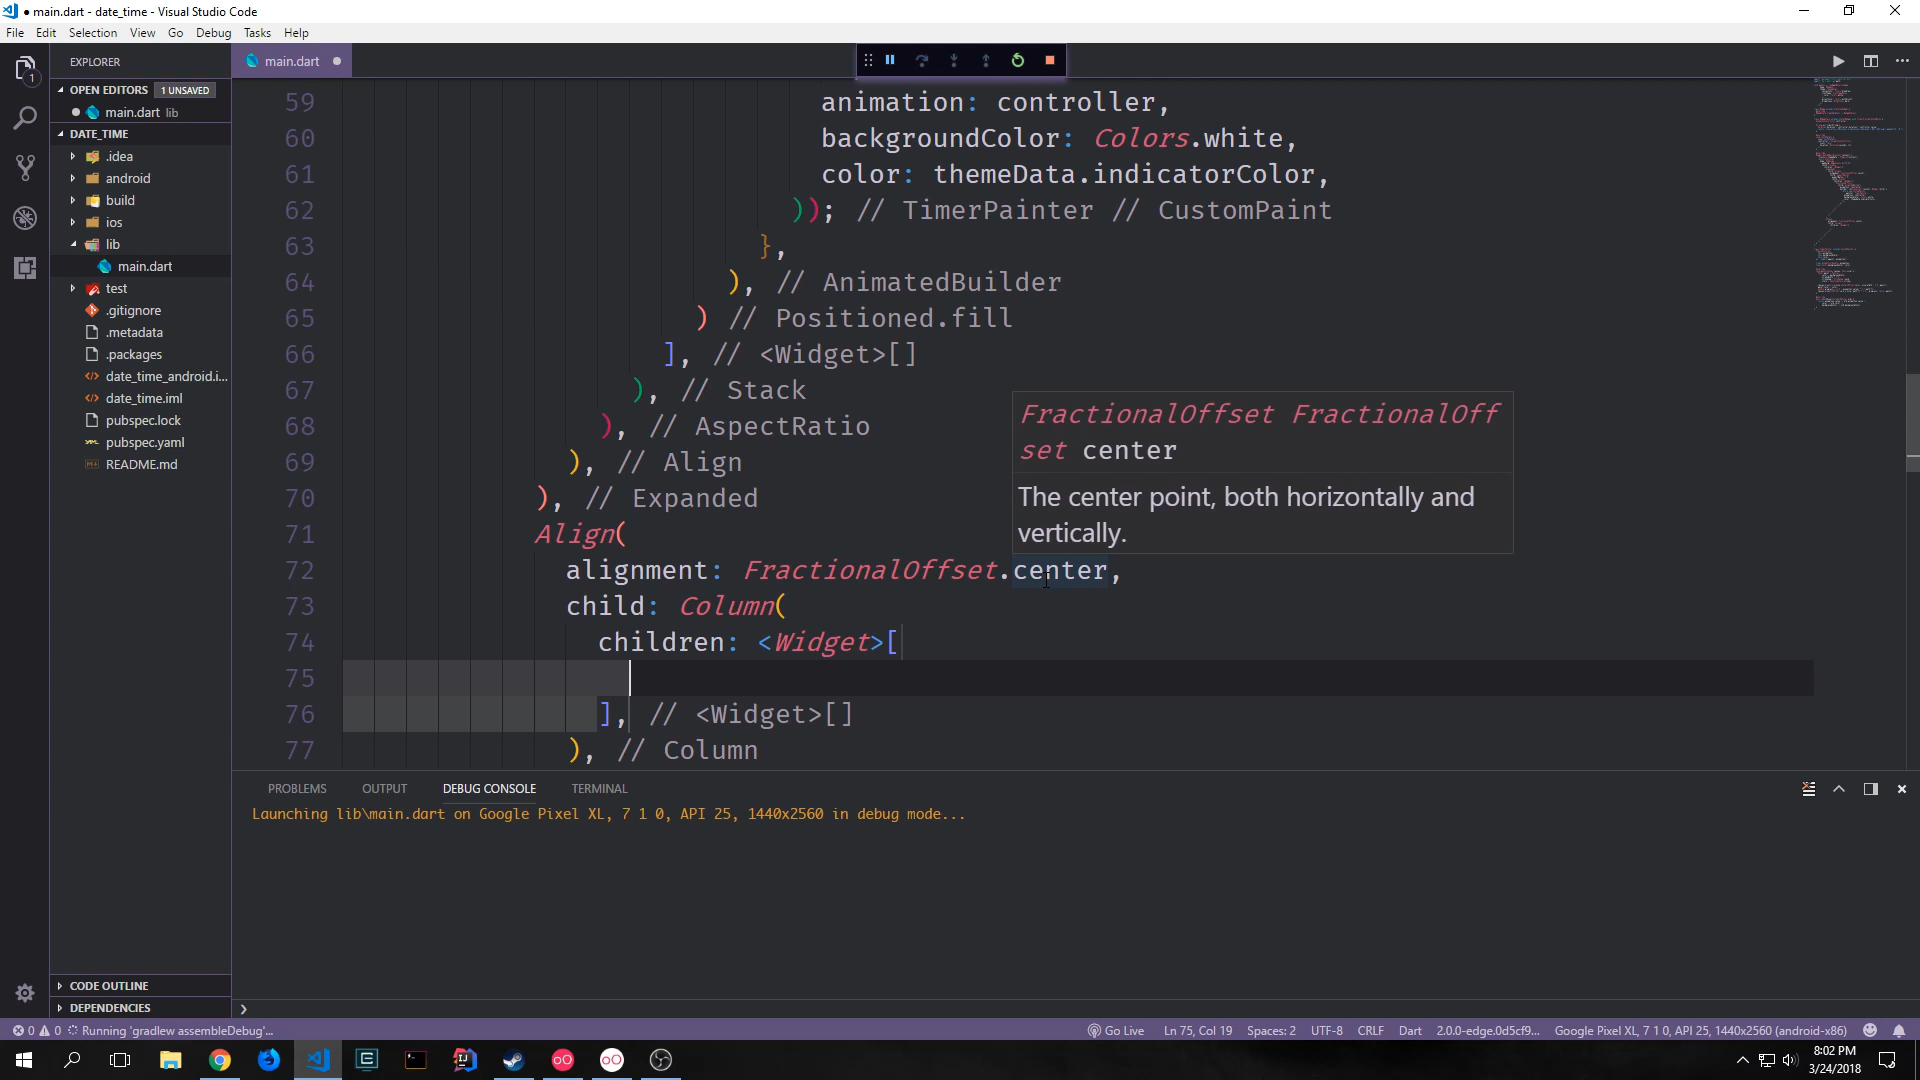 ● main.dart - date_time - Visual Studio Code
File Edit Selection View Go Debug Tasks Help
EXPLORER
main.dart ●
OPEN EDITORS 1 UNSAVED
● main.dart lib
DATE_TIME
.idea
android
build
ios
lib
main.dart
test
.gitignore
.metadata
.packages
date_time_android.i...
date_time.iml
pubspec.lock
pubspec.yaml
README.md
CODE OUTLINE
DEPENDENCIES
1
59 animation: controller,
60 backgroundColor: Colors.white,
61 color: themeData.indicatorColor,
62 )); // TimerPainter // CustomPaint
63 },
64 ), // AnimatedBuilder
65 ) // Positioned.fill
66 ], // <Widget>[]
67 ), // Stack
68 ), // AspectRatio
69 ), // Align
70 ), // Expanded
71 Align(
72 alignment: FractionalOffset.center,
73 child: Column(
74 children: <Widget>[
75
76 ], // <Widget>[]
77 ), // Column
FractionalOffset FractionalOff
set center
The center point, both horizontally and
vertically.
PROBLEMS OUTPUT DEBUG CONSOLE TERMINAL
Launching lib\main.dart on Google Pixel XL, 7 1 0, API 25, 1440x2560 in debug mode...
0 0 Running 'gradlew assembleDebug'... Go Live Ln 75, Col 19 Spaces: 2 UTF-8 CRLF Dart 2.0.0-edge.0d5cf9... Google Pixel XL, 7 1 0, API 25, 1440x2560 (android-x86)
8:02 PM
3/24/2018